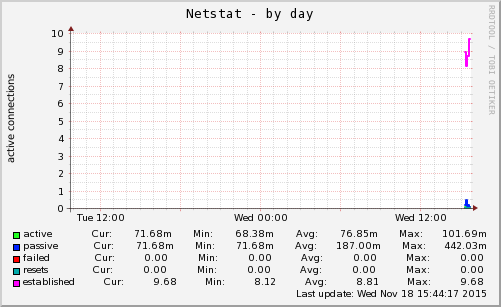 Netstat - by day
RRDTOOL / TOBI OETIKER
active connections
10
9
8
7
6
5
4
3
2
1
0
Tue 12:00 Wed 00:00 Wed 12:00
active Cur: 71.68m Min: 68.38m Avg: 76.85m Max: 101.69m
passive Cur: 71.68m Min: 71.68m Avg: 187.00m Max: 442.03m
failed Cur: 0.00 Min: 0.00 Avg: 0.00 Max: 0.00
resets Cur: 0.00 Min: 0.00 Avg: 0.00 Max: 0.00
established Cur: 9.68 Min: 8.12 Avg: 8.81 Max: 9.68
Last update: Wed Nov 18 15:44:17 2015